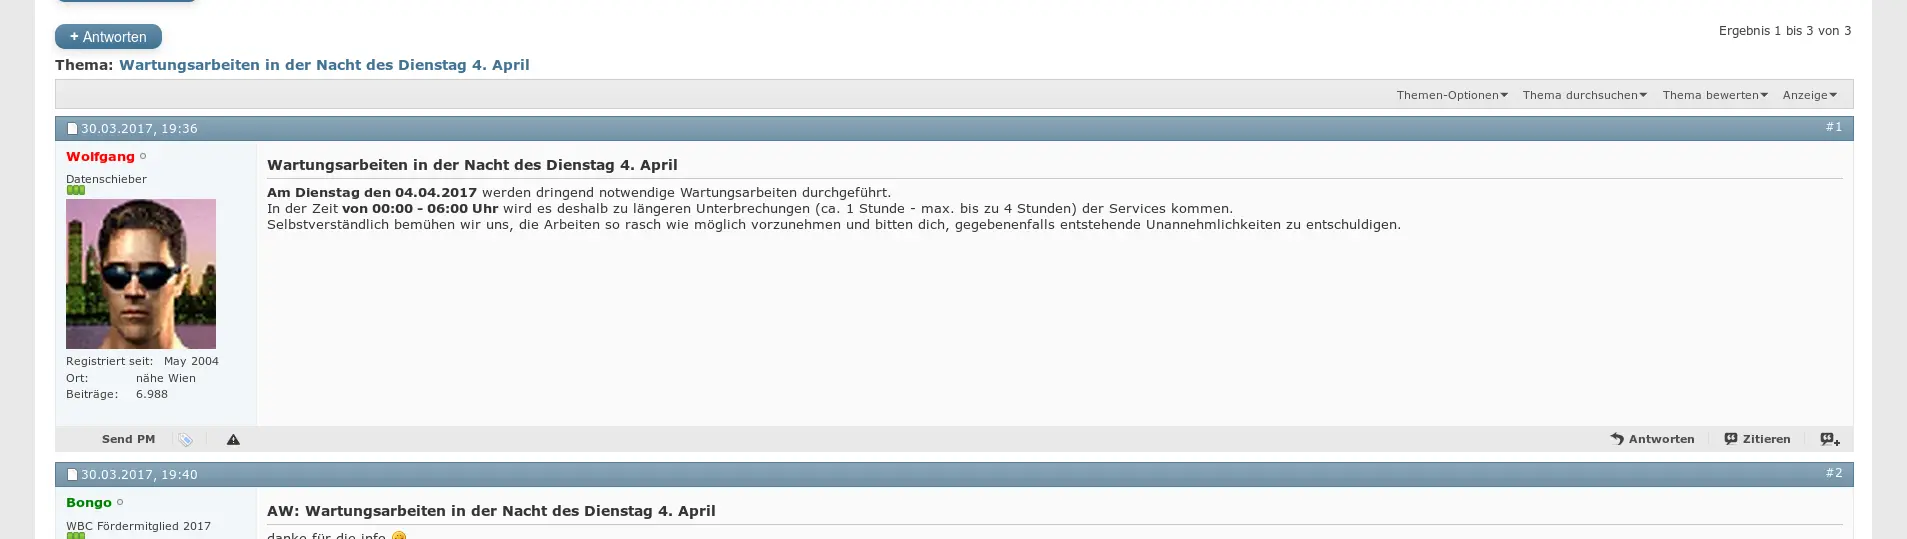 + Antworten
Ergebnis 1 bis 3 von 3
Thema: Wartungsarbeiten in der Nacht des Dienstag 4. April
Themen-Optionen Thema durchsuchen Thema bewerten Anzeige
30.03.2017, 19:36 #1
Wolfgang
Datenschieber
Registriert seit: May 2004
Ort: nähe Wien
Beiträge: 6.988
Wartungsarbeiten in der Nacht des Dienstag 4. April
Am Dienstag den 04.04.2017 werden dringend notwendige Wartungsarbeiten durchgeführt.
In der Zeit von 00:00 - 06:00 Uhr wird es deshalb zu längeren Unterbrechungen (ca. 1 Stunde - max. bis zu 4 Stunden) der Services kommen.
Selbstverständlich bemühen wir uns, die Arbeiten so rasch wie möglich vorzunehmen und bitten dich, gegebenenfalls entstehende Unannehmlichkeiten zu entschuldigen.
Send PM
Antworten Zitieren
30.03.2017, 19:40 #2
Bongo
WBC Fördermitglied 2017
AW: Wartungsarbeiten in der Nacht des Dienstag 4. April
danke für die info